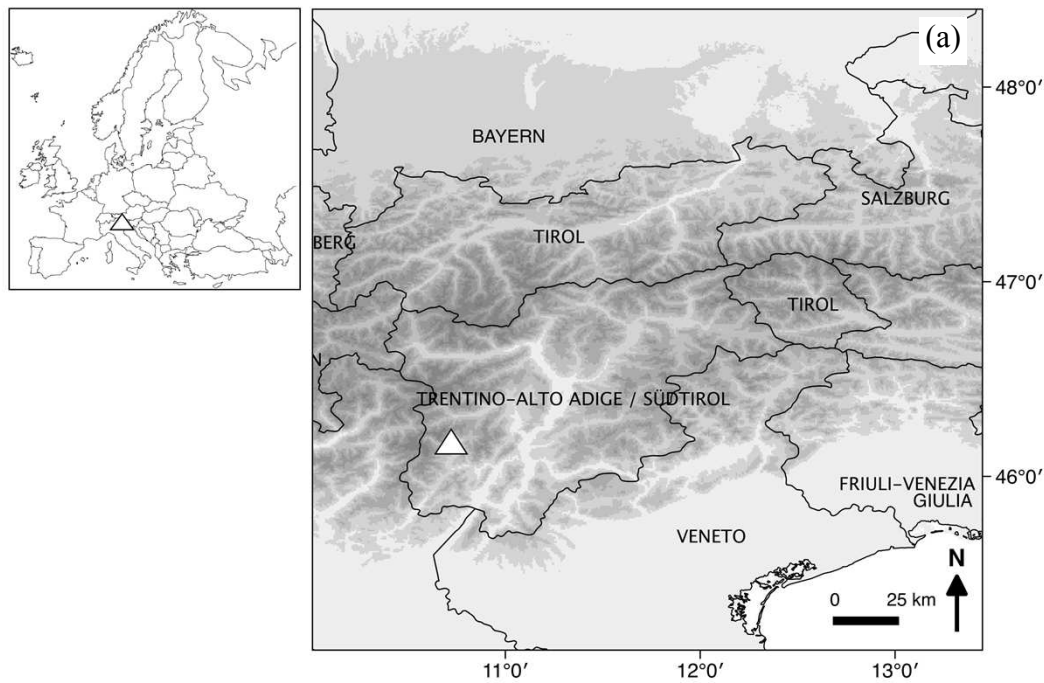 (a)
48°0′
BAYERN
SALZBURG
BERG
TIROL
47°0′
TIROL
N
TRENTINO–ALTO ADIGE / SÜDTIROL
46°0′
FRIULI–VENEZIA
GIULIA
VENETO
N
0 25 km
11°0′ 12°0′ 13°0′